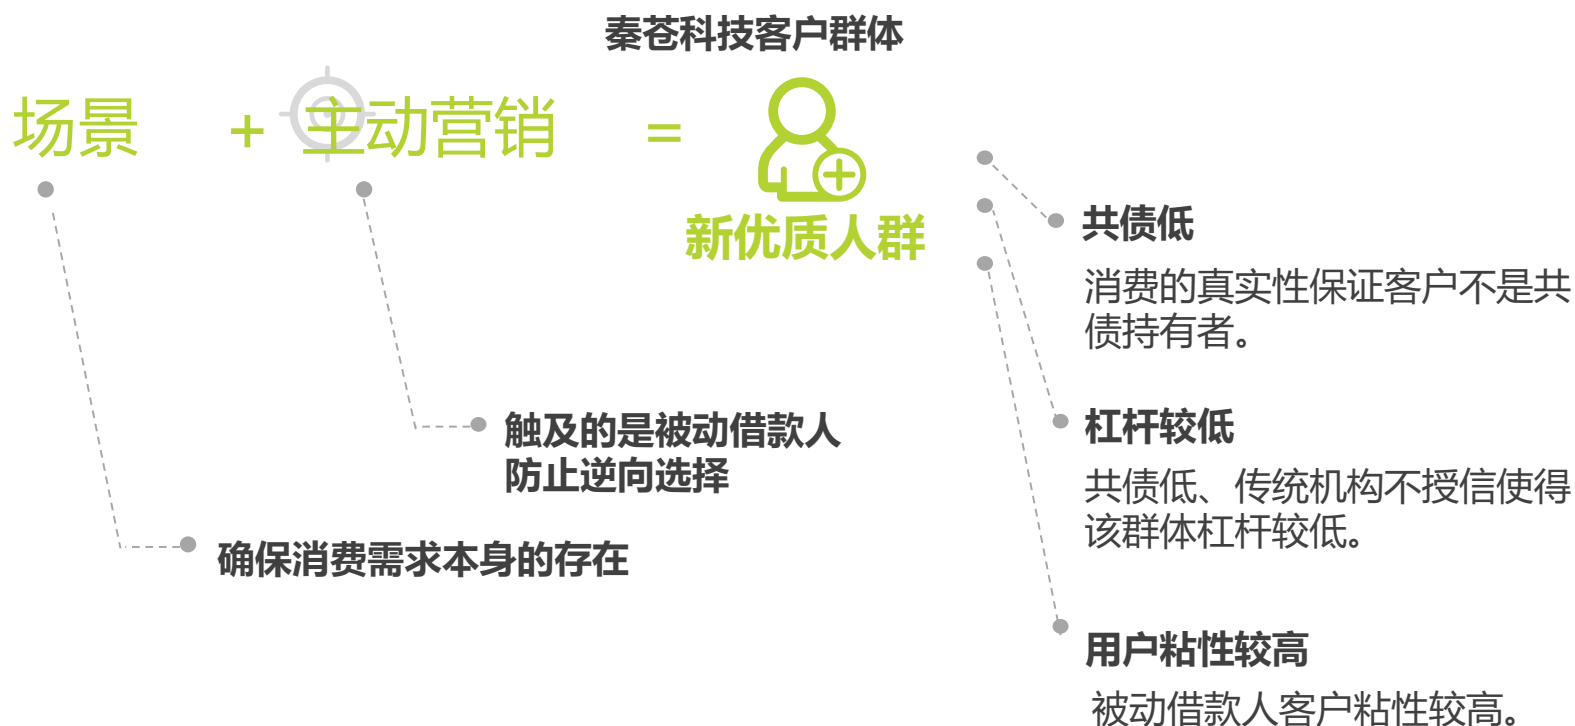 秦苍科技客户群体
场景 + 主动营销 =
新优质人群
共债低
消费的真实性保证客户不是共
债持有者。
杠杆较低
共债低、传统机构不授信使得
该群体杠杆较低。
用户粘性较高
被动借款人客户粘性较高。
触及的是被动借款人
防止逆向选择
确保消费需求本身的存在